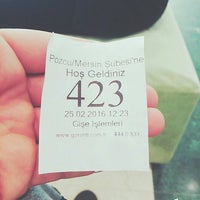 Pozcu/Mersin Şubesi'ne
Hoş Geldiniz
423
25.02.2016 12:23
Gişe İşlemleri